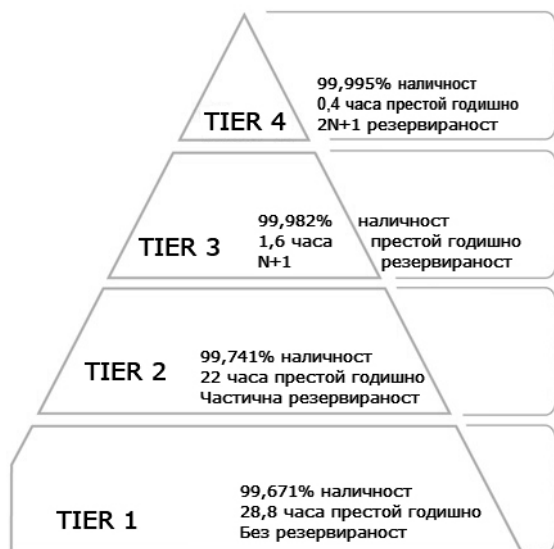 99,995% наличност
0,4 часа престой годишно
2N+1 резервираност
TIER 4
99,982% наличност
1,6 часа престой годишно
N+1 резервираност
TIER 3
99,741% наличност
22 часа престой годишно
Частична резервираност
TIER 2
99,671% наличност
28,8 часа престой годишно
Без резервираност
TIER 1